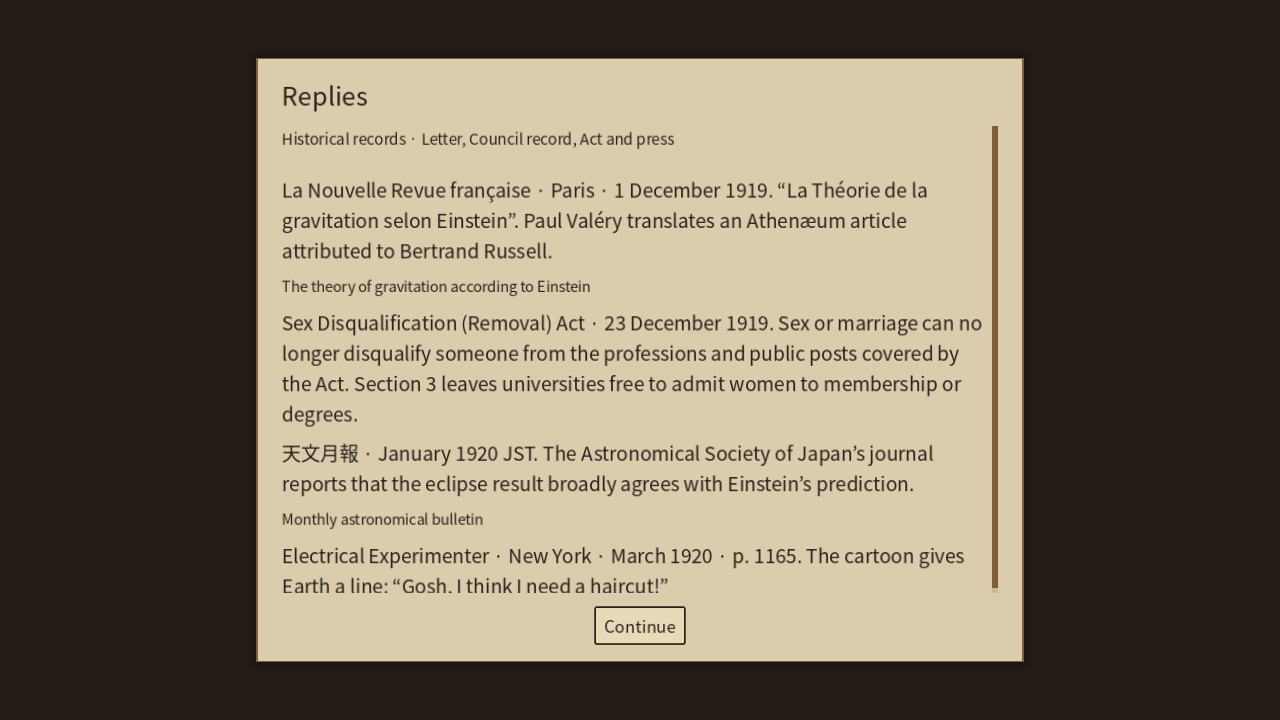 Replies
Historical records · Letter, Council record, Act and press
La Nouvelle Revue française · Paris · 1 December 1919. “La Théorie de la
gravitation selon Einstein”. Paul Valéry translates an Athenæum article
attributed to Bertrand Russell.
The theory of gravitation according to Einstein
Sex Disqualification (Removal) Act · 23 December 1919. Sex or marriage can no
longer disqualify someone from the professions and public posts covered by
the Act. Section 3 leaves universities free to admit women to membership or
degrees.
天文月報 · January 1920 JST. The Astronomical Society of Japan’s journal
reports that the eclipse result broadly agrees with Einstein’s prediction.
Monthly astronomical bulletin
Electrical Experimenter · New York · March 1920 · p. 1165. The cartoon gives
Earth a line: “Gosh, I think I need a haircut!”
Continue